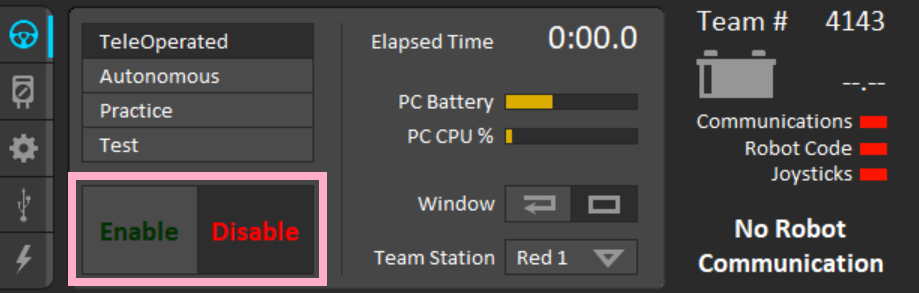 TeleOperated
Autonomous
Practice
Test
Enable Disable
Elapsed Time 0:00.0
PC Battery
PC CPU %
Window
Team Station Red 1
Team # 4143
--.--
Communications
Robot Code
Joysticks
No Robot
Communication